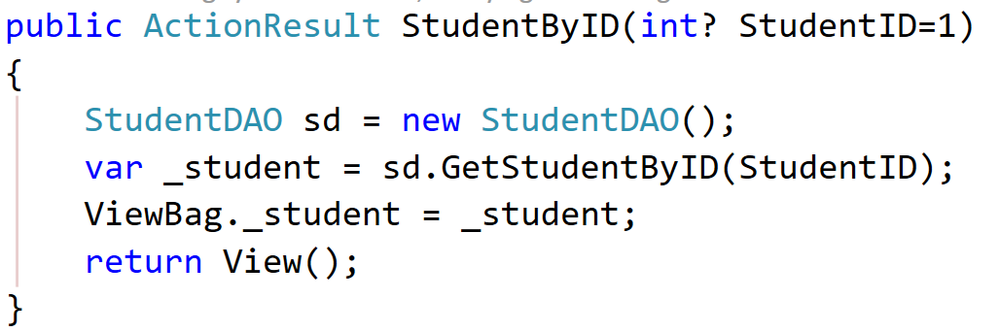 public ActionResult StudentByID(int? StudentID=1)
{
StudentDAO sd = new StudentDAO();
var _student = sd.GetStudentByID(StudentID);
ViewBag._student = _student;
return View();
}